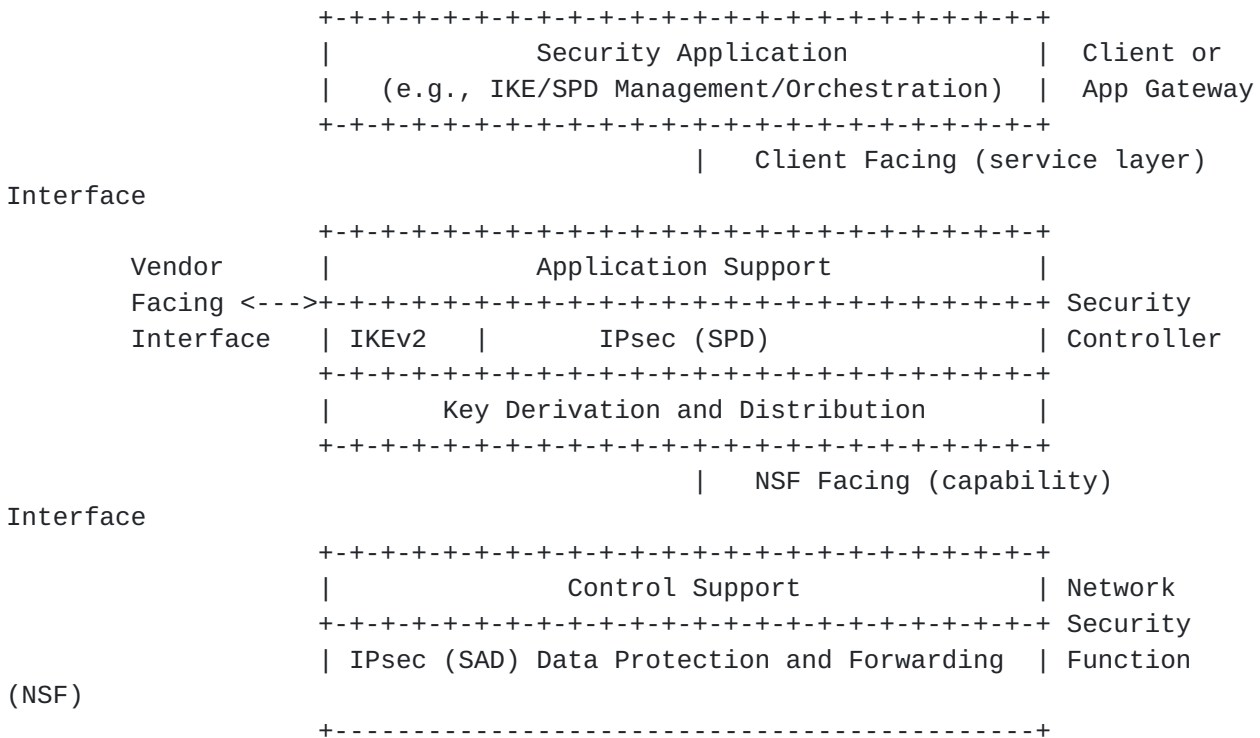 +-+-+-+-+-+-+-+-+-+-+-+-+-+-+-+-+-+-+-+-+-+-+-+
|             Security Application            |  Client or
|   (e.g., IKE/SPD Management/Orchestration)  |  App Gateway
+-+-+-+-+-+-+-+-+-+-+-+-+-+-+-+-+-+-+-+-+-+-+-+
|   Client Facing (service layer)
Interface
+-+-+-+-+-+-+-+-+-+-+-+-+-+-+-+-+-+-+-+-+-+-+-+
Vendor      |             Application Support             |
Facing <--->+-+-+-+-+-+-+-+-+-+-+-+-+-+-+-+-+-+-+-+-+-+-+-+ Security
Interface   | IKEv2   |       IPsec (SPD)                 | Controller
+-+-+-+-+-+-+-+-+-+-+-+-+-+-+-+-+-+-+-+-+-+-+-+
|       Key Derivation and Distribution       |
+-+-+-+-+-+-+-+-+-+-+-+-+-+-+-+-+-+-+-+-+-+-+-+
|   NSF Facing (capability)
Interface
+-+-+-+-+-+-+-+-+-+-+-+-+-+-+-+-+-+-+-+-+-+-+-+
|               Control Support               | Network
+-+-+-+-+-+-+-+-+-+-+-+-+-+-+-+-+-+-+-+-+-+-+-+ Security
| IPsec (SAD) Data Protection and Forwarding  | Function
(NSF)
+---------------------------------------------+